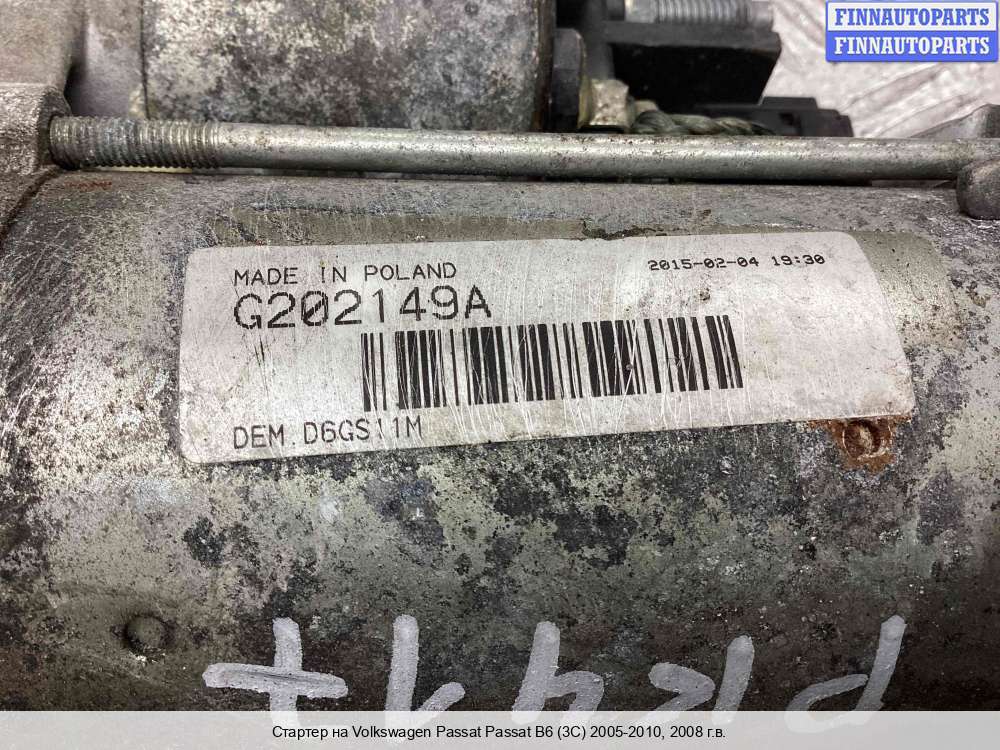 FINNAUTOPARTS
FINNAUTOPARTS
MADE IN POLAND
2015-02-04 19:30
G202149A
DEM.D6GS11M
Стартер на Volkswagen Passat Passat B6 (3C) 2005-2010, 2008 г.в.